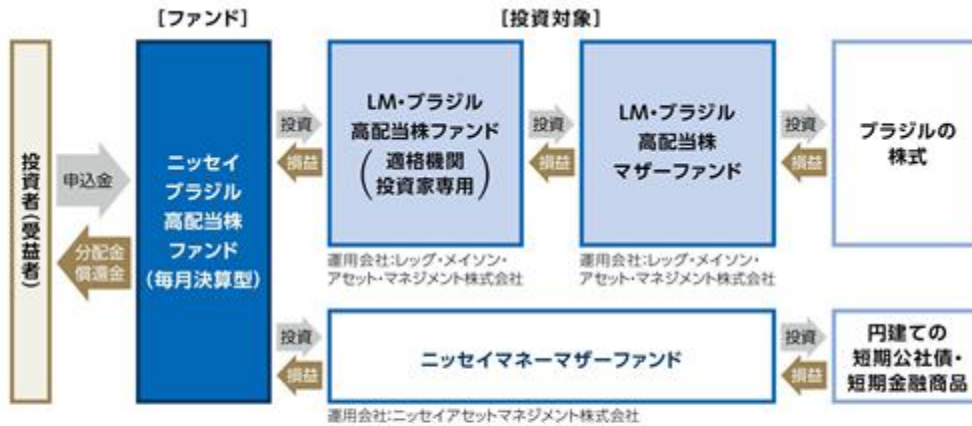 ［ファンド］
［投資対象］
投資者(受益者)
申込金
分配金
償還金
ニッセイ
ブラジル
高配当株
ファンド
(毎月決算型)
投資
損益
LM・ブラジル
高配当株ファンド
(適格機関
投資家専用)
運用会社:レッグ・メイソン・
アセット・マネジメント株式会社
投資
損益
LM・ブラジル
高配当株
マザーファンド
運用会社:レッグ・メイソン・
アセット・マネジメント株式会社
投資
損益
ブラジルの
株式
投資
損益
ニッセイマネーマザーファンド
運用会社:ニッセイアセットマネジメント株式会社
投資
損益
円建ての
短期公社債・
短期金融商品